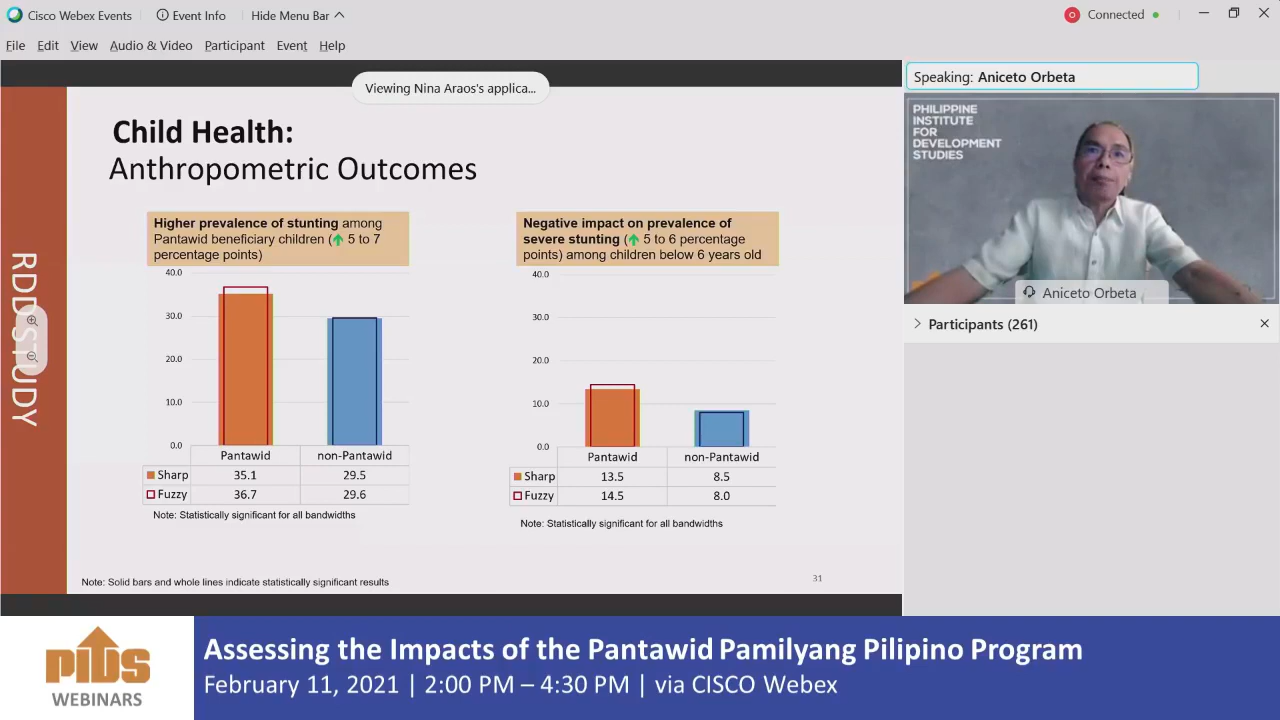 Cisco Webex Events
Event Info
Hide Menu Bar
Connected
File Edit View Audio & Video Participant Event Help
Viewing Nina Araos's applica...
Speaking: Aniceto Orbeta
PHILIPPINE
INSTITUTE
FOR
DEVELOPMENT
STUDIES
Aniceto Orbeta
Participants (261)
RDD STUDY
Child Health:
Anthropometric Outcomes
Higher prevalence of stunting among
Pantawid beneficiary children (↑ 5 to 7
percentage points)
40.0
30.0
20.0
10.0
0.0
Pantawid non-Pantawid
Sharp 35.1 29.5
Fuzzy 36.7 29.6
Note: Statistically significant for all bandwidths
Negative impact on prevalence of
severe stunting (↑ 5 to 6 percentage
points) among children below 6 years old
40.0
30.0
20.0
10.0
0.0
Pantawid non-Pantawid
Sharp 13.5 8.5
Fuzzy 14.5 8.0
Note: Statistically significant for all bandwidths
Note: Solid bars and whole lines indicate statistically significant results
31
PIDS
WEBINARS
Assessing the Impacts of the Pantawid Pamilyang Pilipino Program
February 11, 2021 | 2:00 PM – 4:30 PM | via CISCO Webex